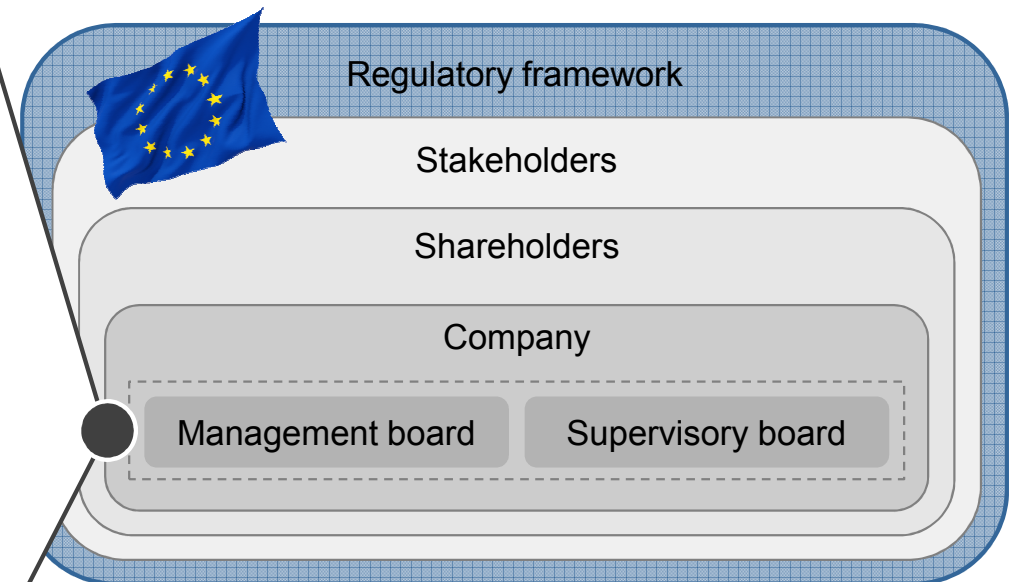 Regulatory framework
Stakeholders
Shareholders
Company
Management board
Supervisory board